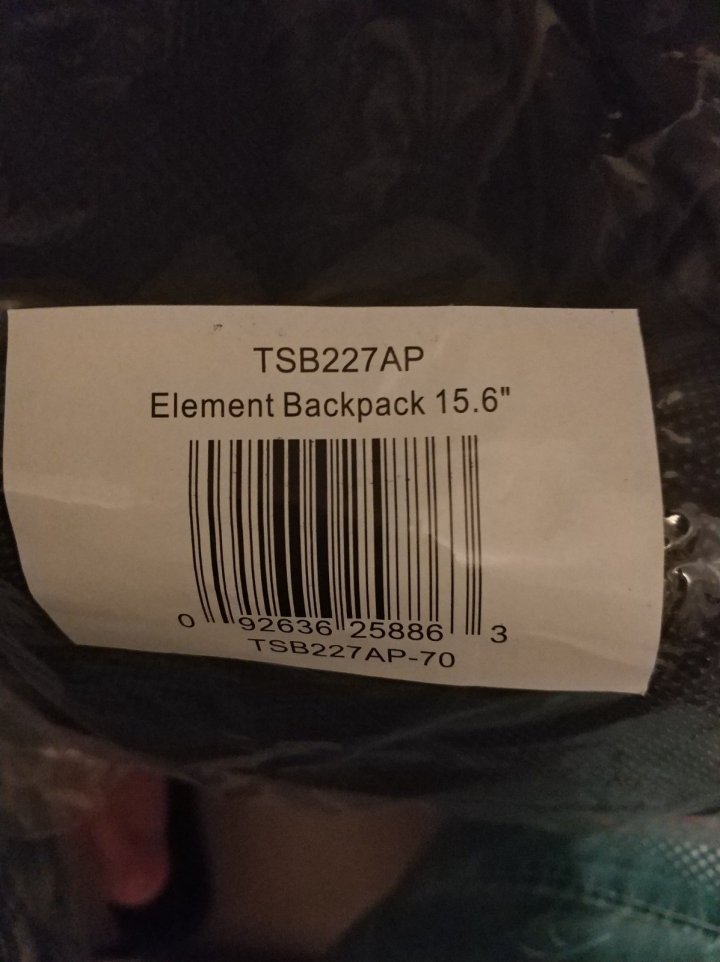 TSB227AP
Element Backpack 15.6"
0 92636 25886 3
TSB227AP-70